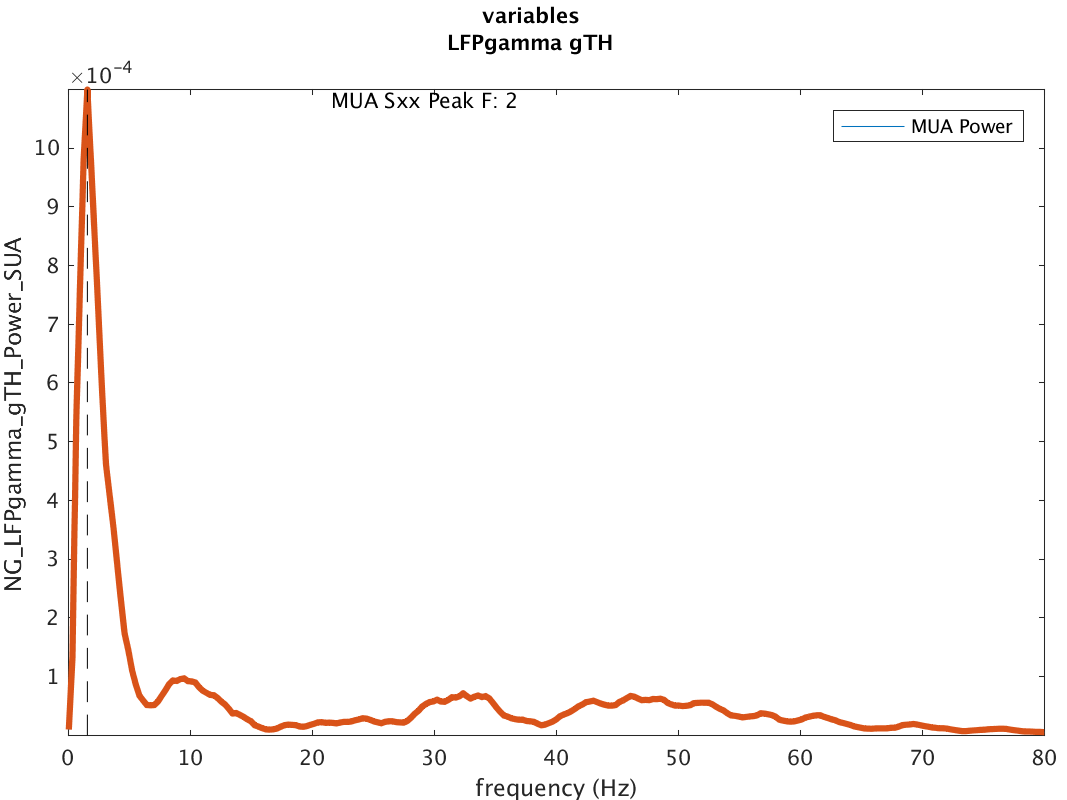 variables
LFPgamma gTH
×10⁻⁴
MUA Sxx Peak F: 2
MUA Power
10
9
8
7
6
5
4
3
2
1
NG_LFPgamma_gTH_Power_SUA
0 10 20 30 40 50 60 70 80
frequency (Hz)